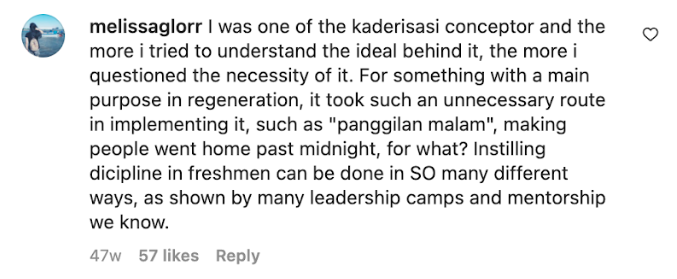 melissaglorr I was one of the kaderisasi conceptor and the
more i tried to understand the ideal behind it, the more i
questioned the necessity of it. For something with a main
purpose in regeneration, it took such an unnecessary route
in implementing it, such as "panggilan malam", making
people went home past midnight, for what? Instilling
dicipline in freshmen can be done in SO many different
ways, as shown by many leadership camps and mentorship
we know.
47w 57 likes Reply